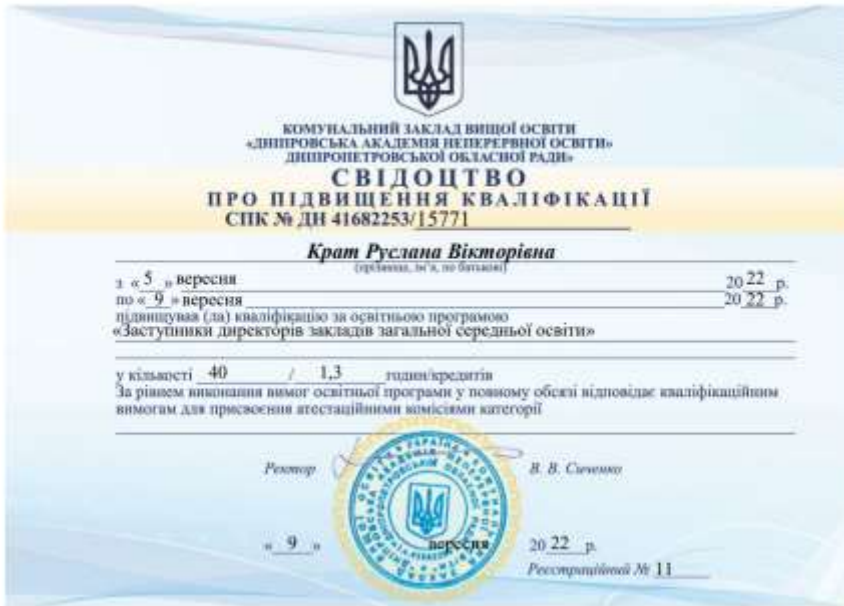 КОМУНАЛЬНИЙ ЗАКЛАД ВИЩОЇ ОСВІТИ
«ДНІПРОВСЬКА АКАДЕМІЯ НЕПЕРЕРВНОЇ ОСВІТИ»
ДНІПРОПЕТРОВСЬКОЇ ОБЛАСНОЇ РАДИ»
СВІДОЦТВО
ПРО ПІДВИЩЕННЯ КВАЛІФІКАЦІЇ
СПК № ДН 41682253/15771
Крат Руслана Вікторівна
(прізвище, ім'я, по батькові)
з « 5 » вересня 2022 р.
по « 9 » вересня 2022 р.
підвищував (ла) кваліфікацію за освітньою програмою
«Заступники директорів закладів загальної середньої освіти»
у кількості 40 / 1,3 годин/кредитів
За рівнем виконання вимог освітньої програми у повному обсязі відповідає кваліфікаційним
вимогам для присвоєння атестаційними комісіями категорії
Ректор В. В. Сиченко
« 9 » вересня 2022 р.
Реєстраційний № 11